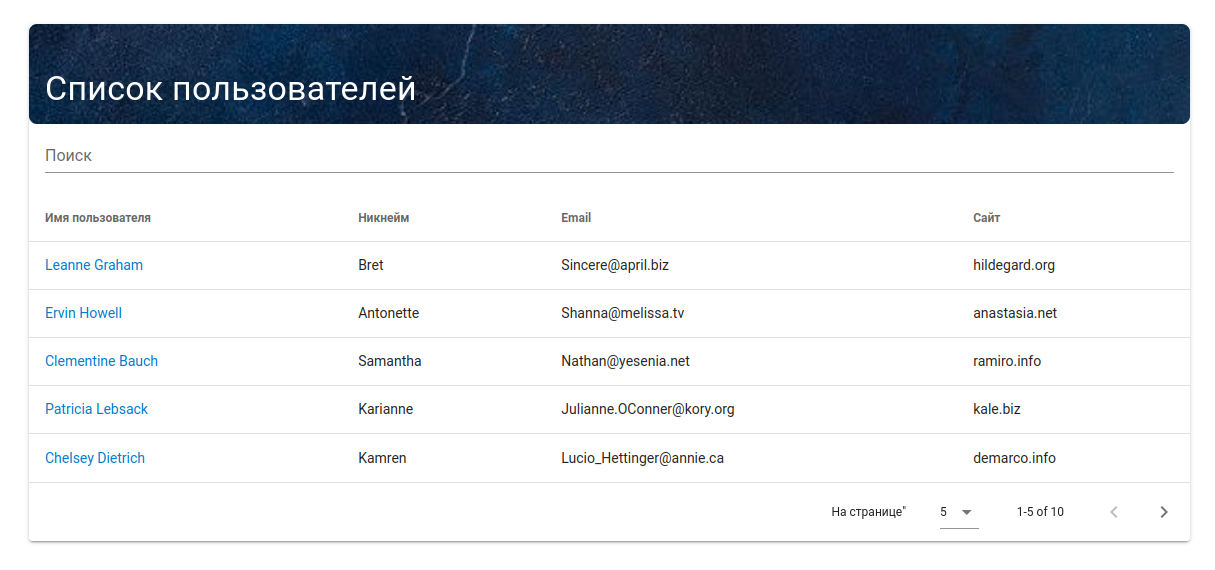 Список пользователей
Поиск
Имя пользователя Никнейм Email Сайт
Leanne Graham Bret Sincere@april.biz hildegard.org
Ervin Howell Antonette Shanna@melissa.tv anastasia.net
Clementine Bauch Samantha Nathan@yesenia.net ramiro.info
Patricia Lebsack Karianne Julianne.OConner@kory.org kale.biz
Chelsey Dietrich Kamren Lucio_Hettinger@annie.ca demarco.info
На странице" 5 1-5 of 10